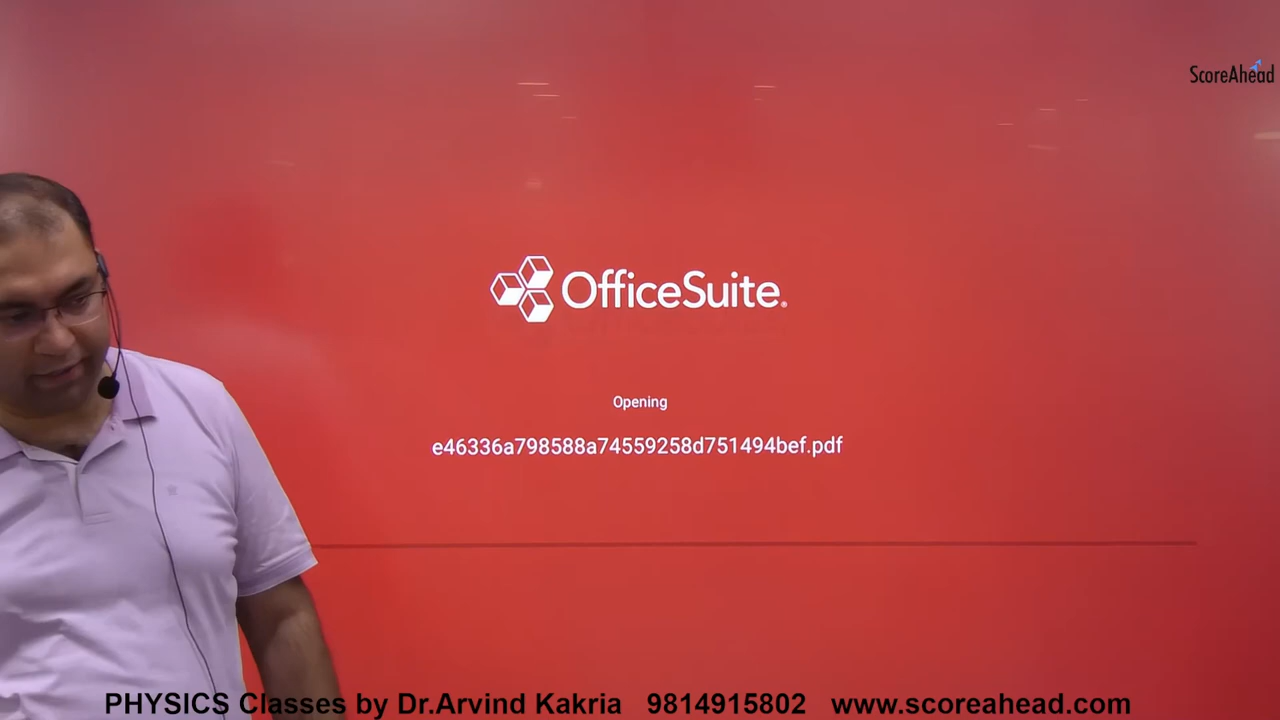 ScoreAhead
OfficeSuite®
Opening
e46336a798588a74559258d751494bef.pdf
PHYSICS Classes by Dr.Arvind Kakria 9814915802 www.scoreahead.com